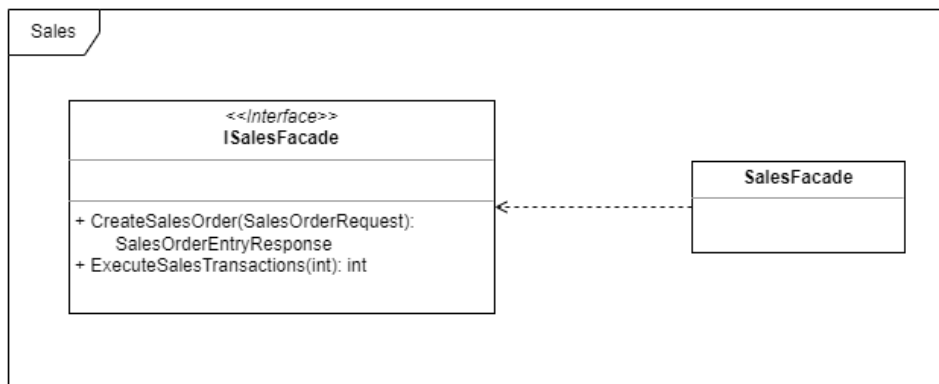 Sales
<<Interface>>
ISalesFacade
SalesFacade
+ CreateSalesOrder(SalesOrderRequest):
SalesOrderEntryResponse
+ ExecuteSalesTransactions(int): int